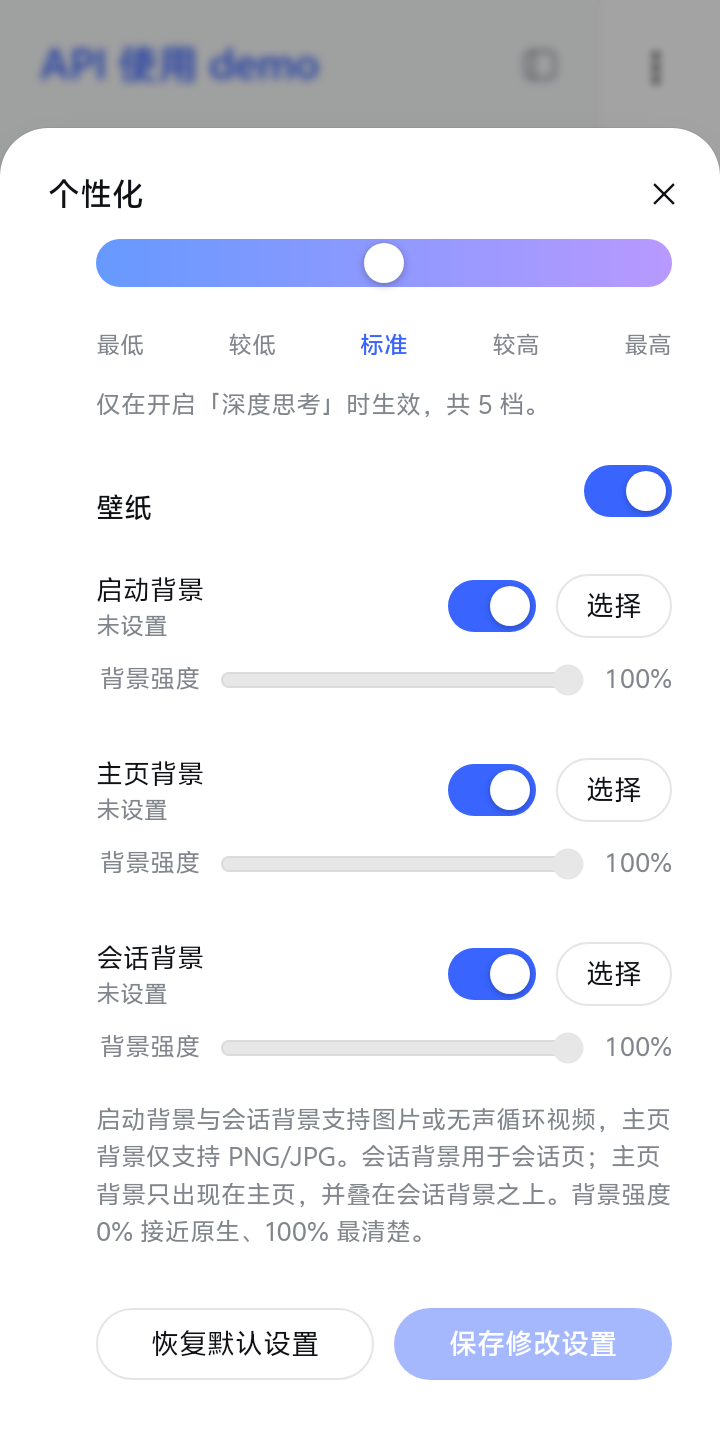 API 使用 demo
个性化
最低 较低 标准 较高 最高
仅在开启「深度思考」时生效，共 5 档。
壁纸
启动背景
未设置
选择
背景强度 100%
主页背景
未设置
选择
背景强度 100%
会话背景
未设置
选择
背景强度 100%
启动背景与会话背景支持图片或无声循环视频，主页
背景仅支持 PNG/JPG。会话背景用于会话页；主页
背景只出现在主页，并叠在会话背景之上。背景强度
0% 接近原生、100% 最清楚。
恢复默认设置 保存修改设置